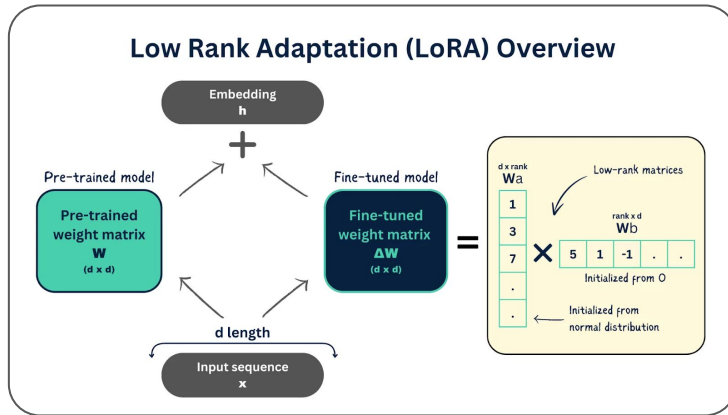 Low Rank Adaptation (LoRA) Overview
Embedding
h
+
Pre-trained model
Fine-tuned model
Pre-trained
weight matrix
W
(d x d)
Fine-tuned
weight matrix
ΔW
(d x d)
=
d x rank
Wa
1
3
7
.
.
×
Low-rank matrices
rank x d
Wb
5 1 -1 . .
Initialized from 0
Initialized from
normal distribution
d length
Input sequence
x